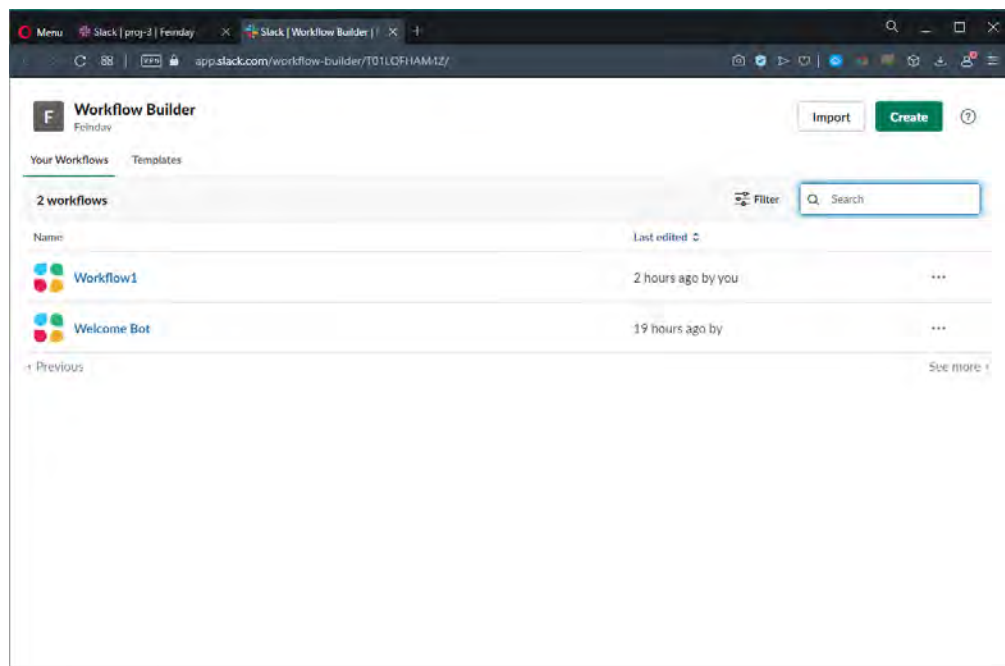 Menu Slack | proj-3 | Feinday Slack | Workflow Builder |
VPN app.slack.com/workflow-builder/T01LQFHAM4Z/
F Workflow Builder
Feinday
Import Create ?
Your Workflows Templates
2 workflows
Filter Search
Name Last edited
Workflow1 2 hours ago by you
Welcome Bot 19 hours ago by
Previous See more